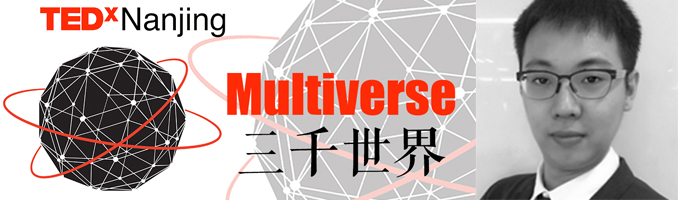 TEDxNanjing
Multiverse
三千世界